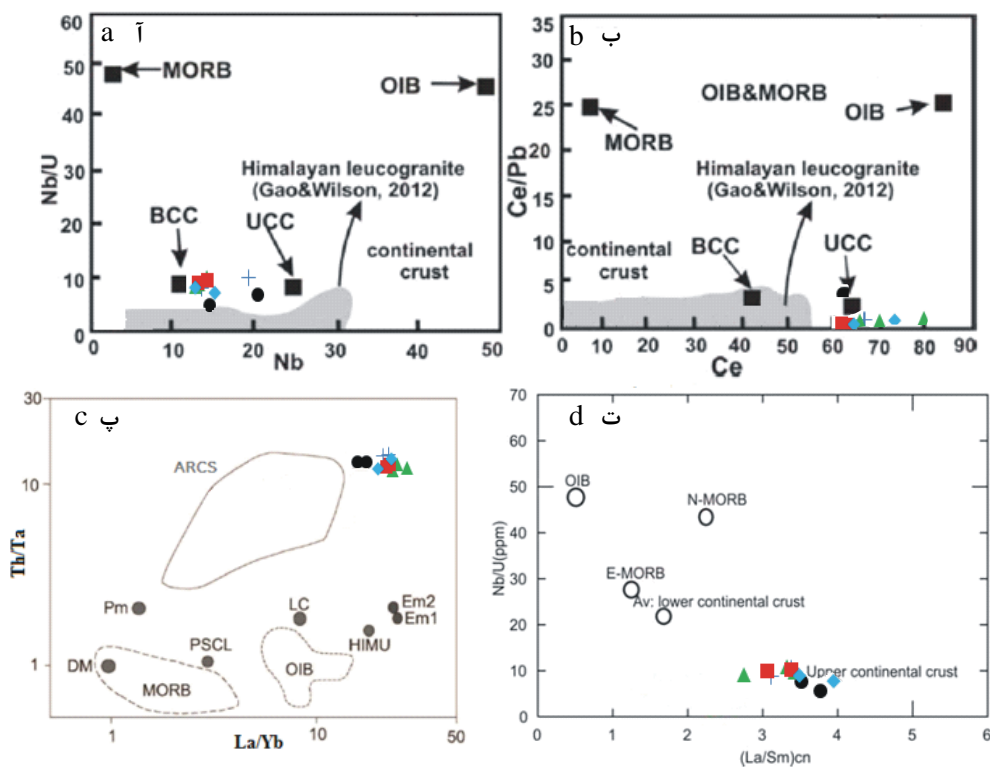 a آ
60
50
40
30
20
10
0
Nb/U
MORB
OIB
Himalayan leucogranite
(Gao&Wilson, 2012)
BCC
UCC
continental
crust
0 10 20 30 40 50
Nb
b ب
35
30
25
20
15
10
5
0
Ce/Pb
OIB&MORB
OIB
MORB
Himalayan leucogranite
(Gao&Wilson, 2012)
continental
crust
BCC
UCC
0 10 20 30 40 50 60 70 80 90
Ce
c پ
30
10
1
Th/Ta
ARCS
Pm
LC
Em2
Em1
HIMU
PSCL
DM
MORB
OIB
1 10 50
La/Yb
d ت
70
60
50
40
30
20
10
0
Nb/U(ppm)
OIB
N-MORB
E-MORB
Av: lower continental crust
Upper continental crust
0 1 2 3 4 5 6
(La/Sm)cn